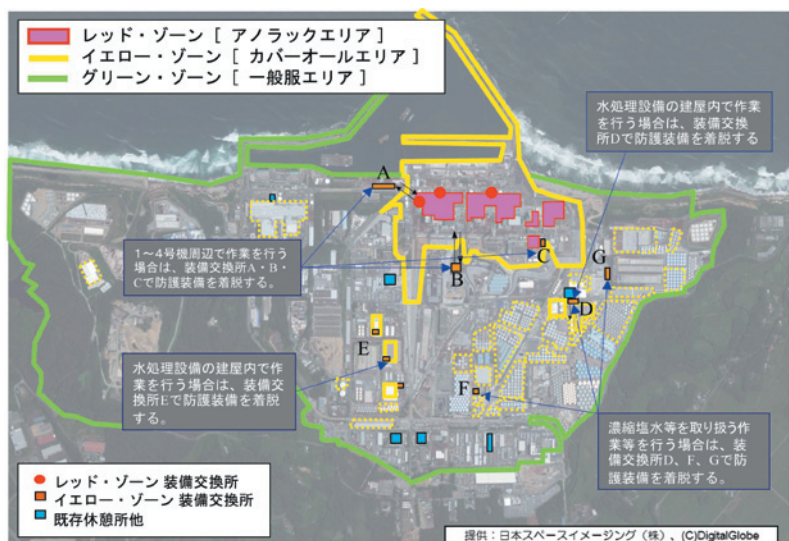 レッド・ゾーン [ アノラックエリア ]
イエロー・ゾーン [ カバーオールエリア ]
グリーン・ゾーン [ 一般服エリア ]
水処理設備の建屋内で作業
を行う場合は、装備交換
所Dで防護装備を着脱する
A
1～4号機周辺で作業を行う
場合は、装備交換所A・B・
Cで防護装備を着脱する。
B
C
G
D
E
F
水処理設備の建屋内で作
業を行う場合は、装備交
換所Eで防護装備を着脱
する。
濃縮塩水等を取り扱う作
業等を行う場合は、装
備交換所D、F、Gで防
護装備を着脱する。
レッド・ゾーン 装備交換所
イエロー・ゾーン 装備交換所
既存休憩所他
提供：日本スペースイメージング（株）、(C)DigitalGlobe